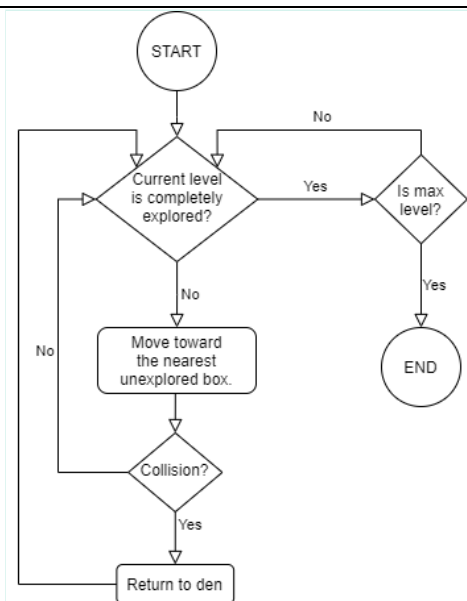 START
No
Current level
is completely
explored?
Yes
Is max
level?
No
Yes
Move toward
the nearest
unexplored box.
END
No
Collision?
Yes
Return to den